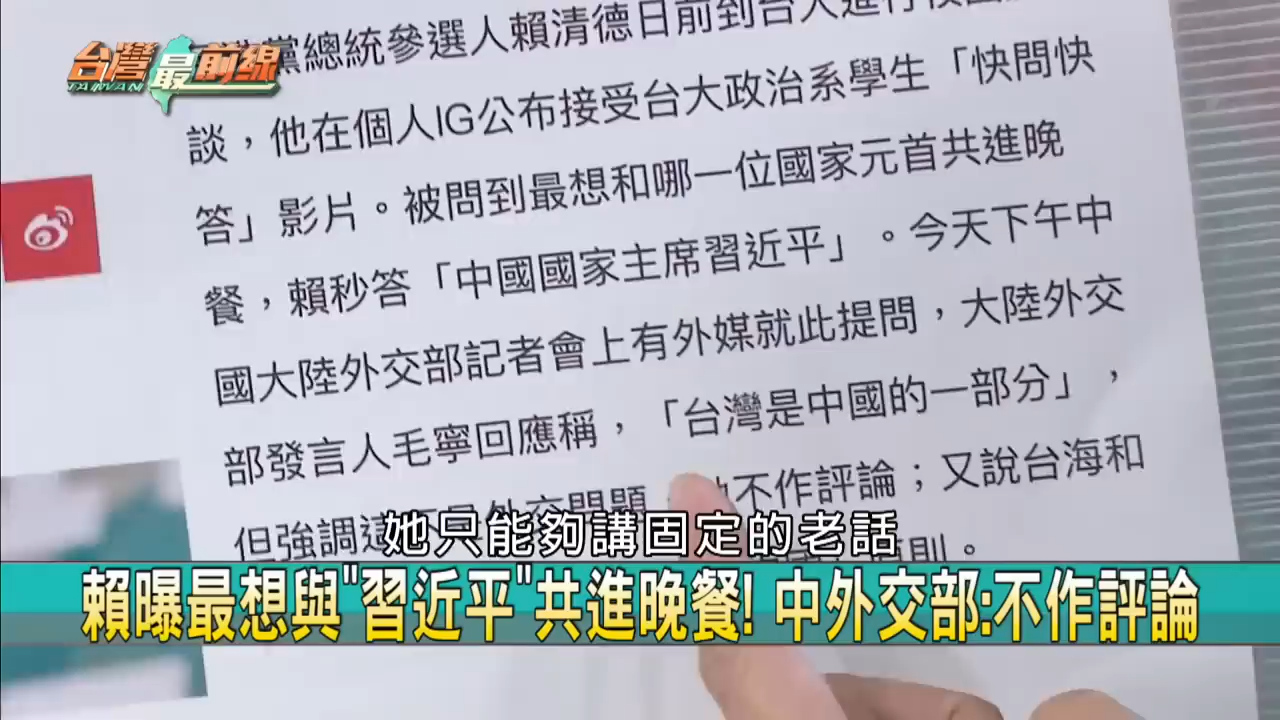 台灣最前線
TAIWAN
黨總統參選人賴清德日前到台大進行
談，他在個人IG公布接受台大政治系學生「快問快
答」影片。被問到最想和哪一位國家元首共進晚
餐，賴秒答「中國國家主席習近平」。今天下午中
國大陸外交部記者會上有外媒就此提問，大陸外交
部發言人毛寧回應稱，「台灣是中國的一部分」，
但強調這 外交問題 不作評論；又說台海和
原則。
她只能夠講固定的老話
賴曝最想與"習近平"共進晚餐! 中外交部:不作評論